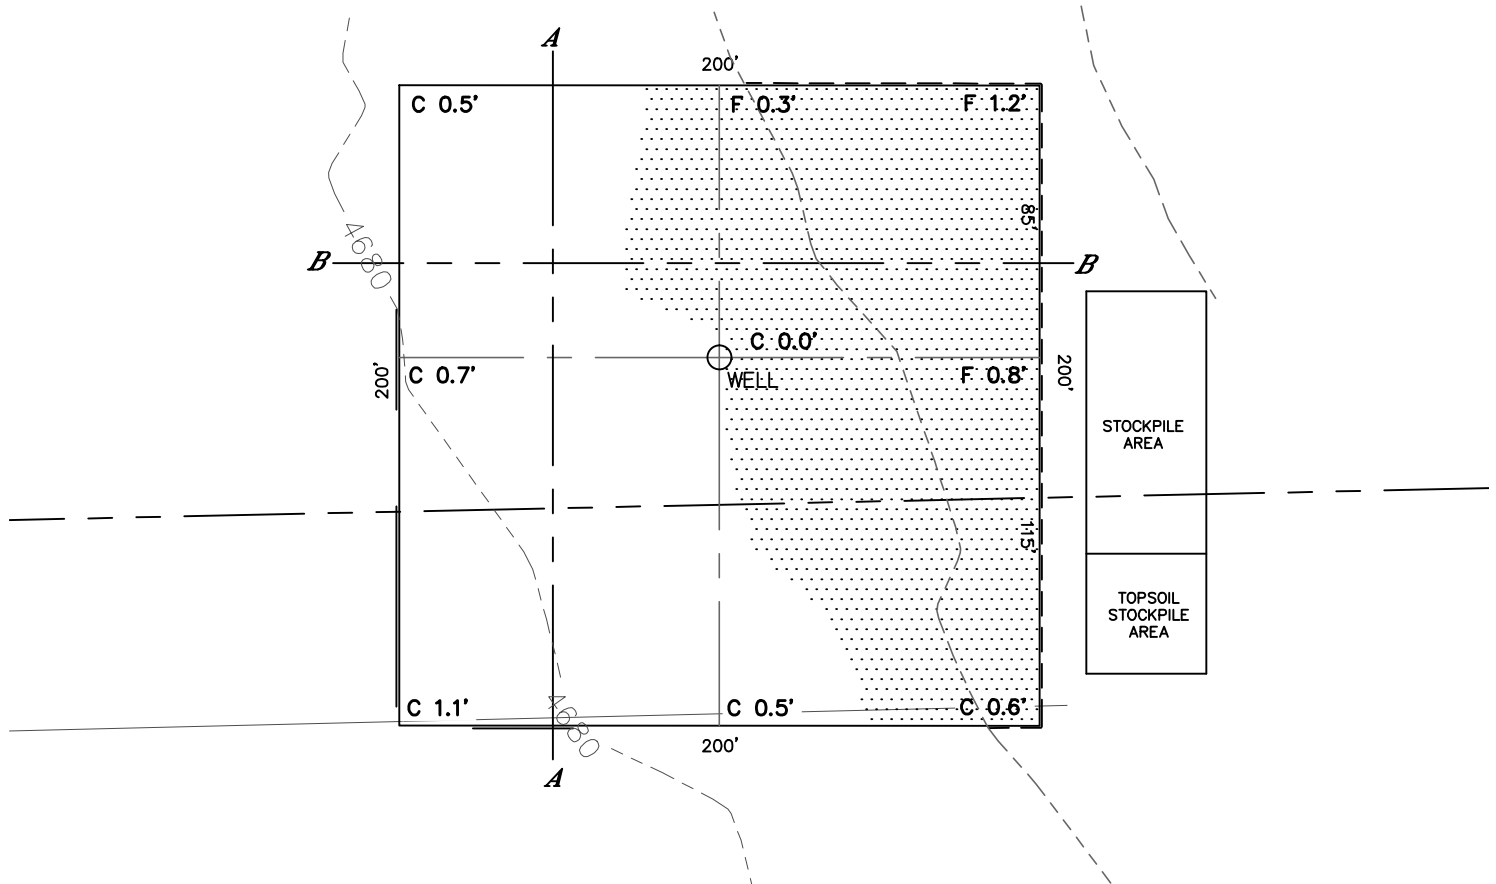 A
200'
C 0.5'
F 0.3'
F 1.2'
85'
4680
B
B
C 0.0'
200'
C 0.7'
WELL
F 0.8'
200'
STOCKPILE
AREA
115'
TOPSOIL
STOCKPILE
AREA
C 1.1'
4680
C 0.5'
C 0.6'
200'
A